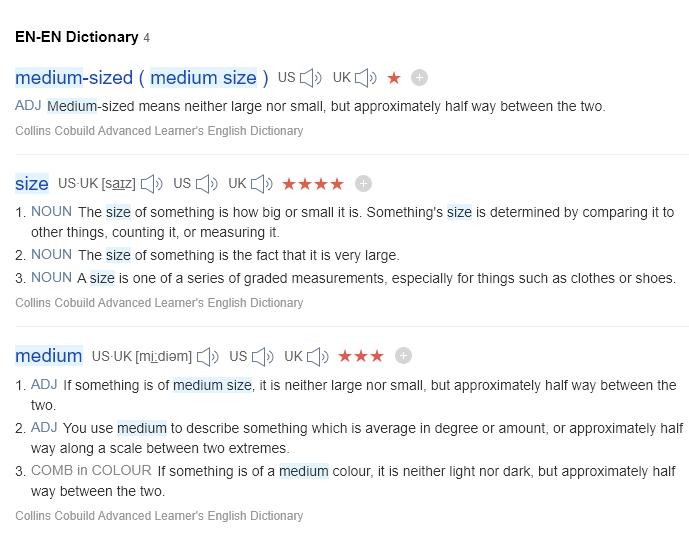 EN-EN Dictionary 4
medium-sized ( medium size ) US UK
ADJ Medium-sized means neither large nor small, but approximately half way between the two.
Collins Cobuild Advanced Learner's English Dictionary
size US·UK [saɪz] US UK
1. NOUN The size of something is how big or small it is. Something's size is determined by comparing it to
other things, counting it, or measuring it.
2. NOUN The size of something is the fact that it is very large.
3. NOUN A size is one of a series of graded measurements, especially for things such as clothes or shoes.
Collins Cobuild Advanced Learner's English Dictionary
medium US·UK [miːdiəm] US UK
1. ADJ If something is of medium size, it is neither large nor small, but approximately half way between the
two.
2. ADJ You use medium to describe something which is average in degree or amount, or approximately half
way along a scale between two extremes.
3. COMB in COLOUR If something is of a medium colour, it is neither light nor dark, but approximately half
way between the two.
Collins Cobuild Advanced Learner's English Dictionary